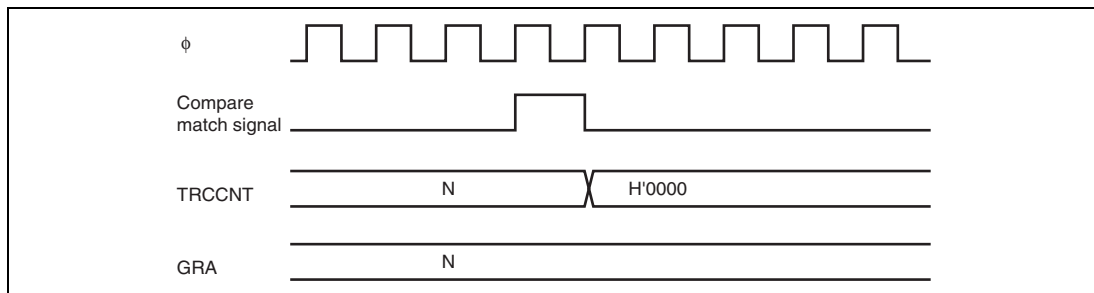 φ
Compare
match signal
TRCCNT N H'0000
GRA N